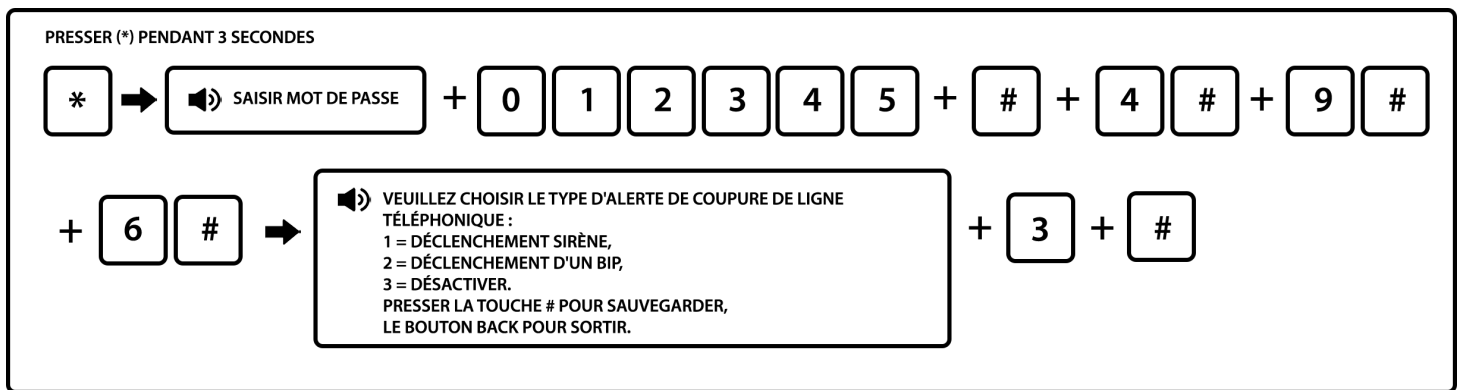 PRESSER (*) PENDANT 3 SECONDES
* SAISIR MOT DE PASSE + 0 1 2 3 4 5 + # + 4 # + 9 #
+ 6 #
VEUILLEZ CHOISIR LE TYPE D'ALERTE DE COUPURE DE LIGNE
TÉLÉPHONIQUE :
1 = DÉCLENCHEMENT SIRÈNE,
2 = DÉCLENCHEMENT D'UN BIP,
3 = DÉSACTIVER.
PRESSER LA TOUCHE # POUR SAUVEGARDER,
LE BOUTON BACK POUR SORTIR.
+ 3 + #